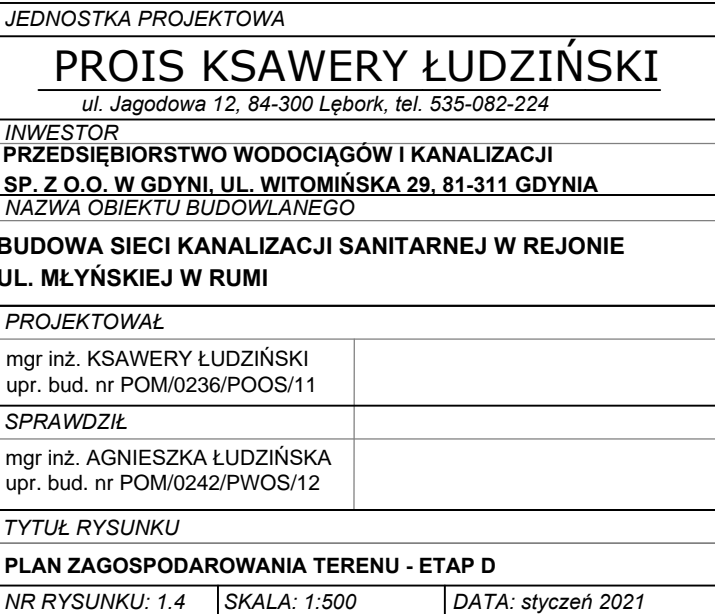 JEDNOSTKA PROJEKTOWA
PROIS KSAWERY ŁUDZIŃSKI
ul. Jagodowa 12, 84-300 Lębork, tel. 535-082-224
INWESTOR
PRZEDSIĘBIORSTWO WODOCIĄGÓW I KANALIZACJI
SP. Z O.O. W GDYNI, UL. WITOMIŃSKA 29, 81-311 GDYNIA
NAZWA OBIEKTU BUDOWLANEGO
BUDOWA SIECI KANALIZACJI SANITARNEJ W REJONIE
UL. MŁYŃSKIEJ W RUMI
PROJEKTOWAŁ
mgr inż. KSAWERY ŁUDZIŃSKI
upr. bud. nr POM/0236/POOS/11
SPRAWDZIŁ
mgr inż. AGNIESZKA ŁUDZIŃSKA
upr. bud. nr POM/0242/PWOS/12
TYTUŁ RYSUNKU
PLAN ZAGOSPODAROWANIA TERENU - ETAP D
NR RYSUNKU: 1.4 SKALA: 1:500 DATA: styczeń 2021